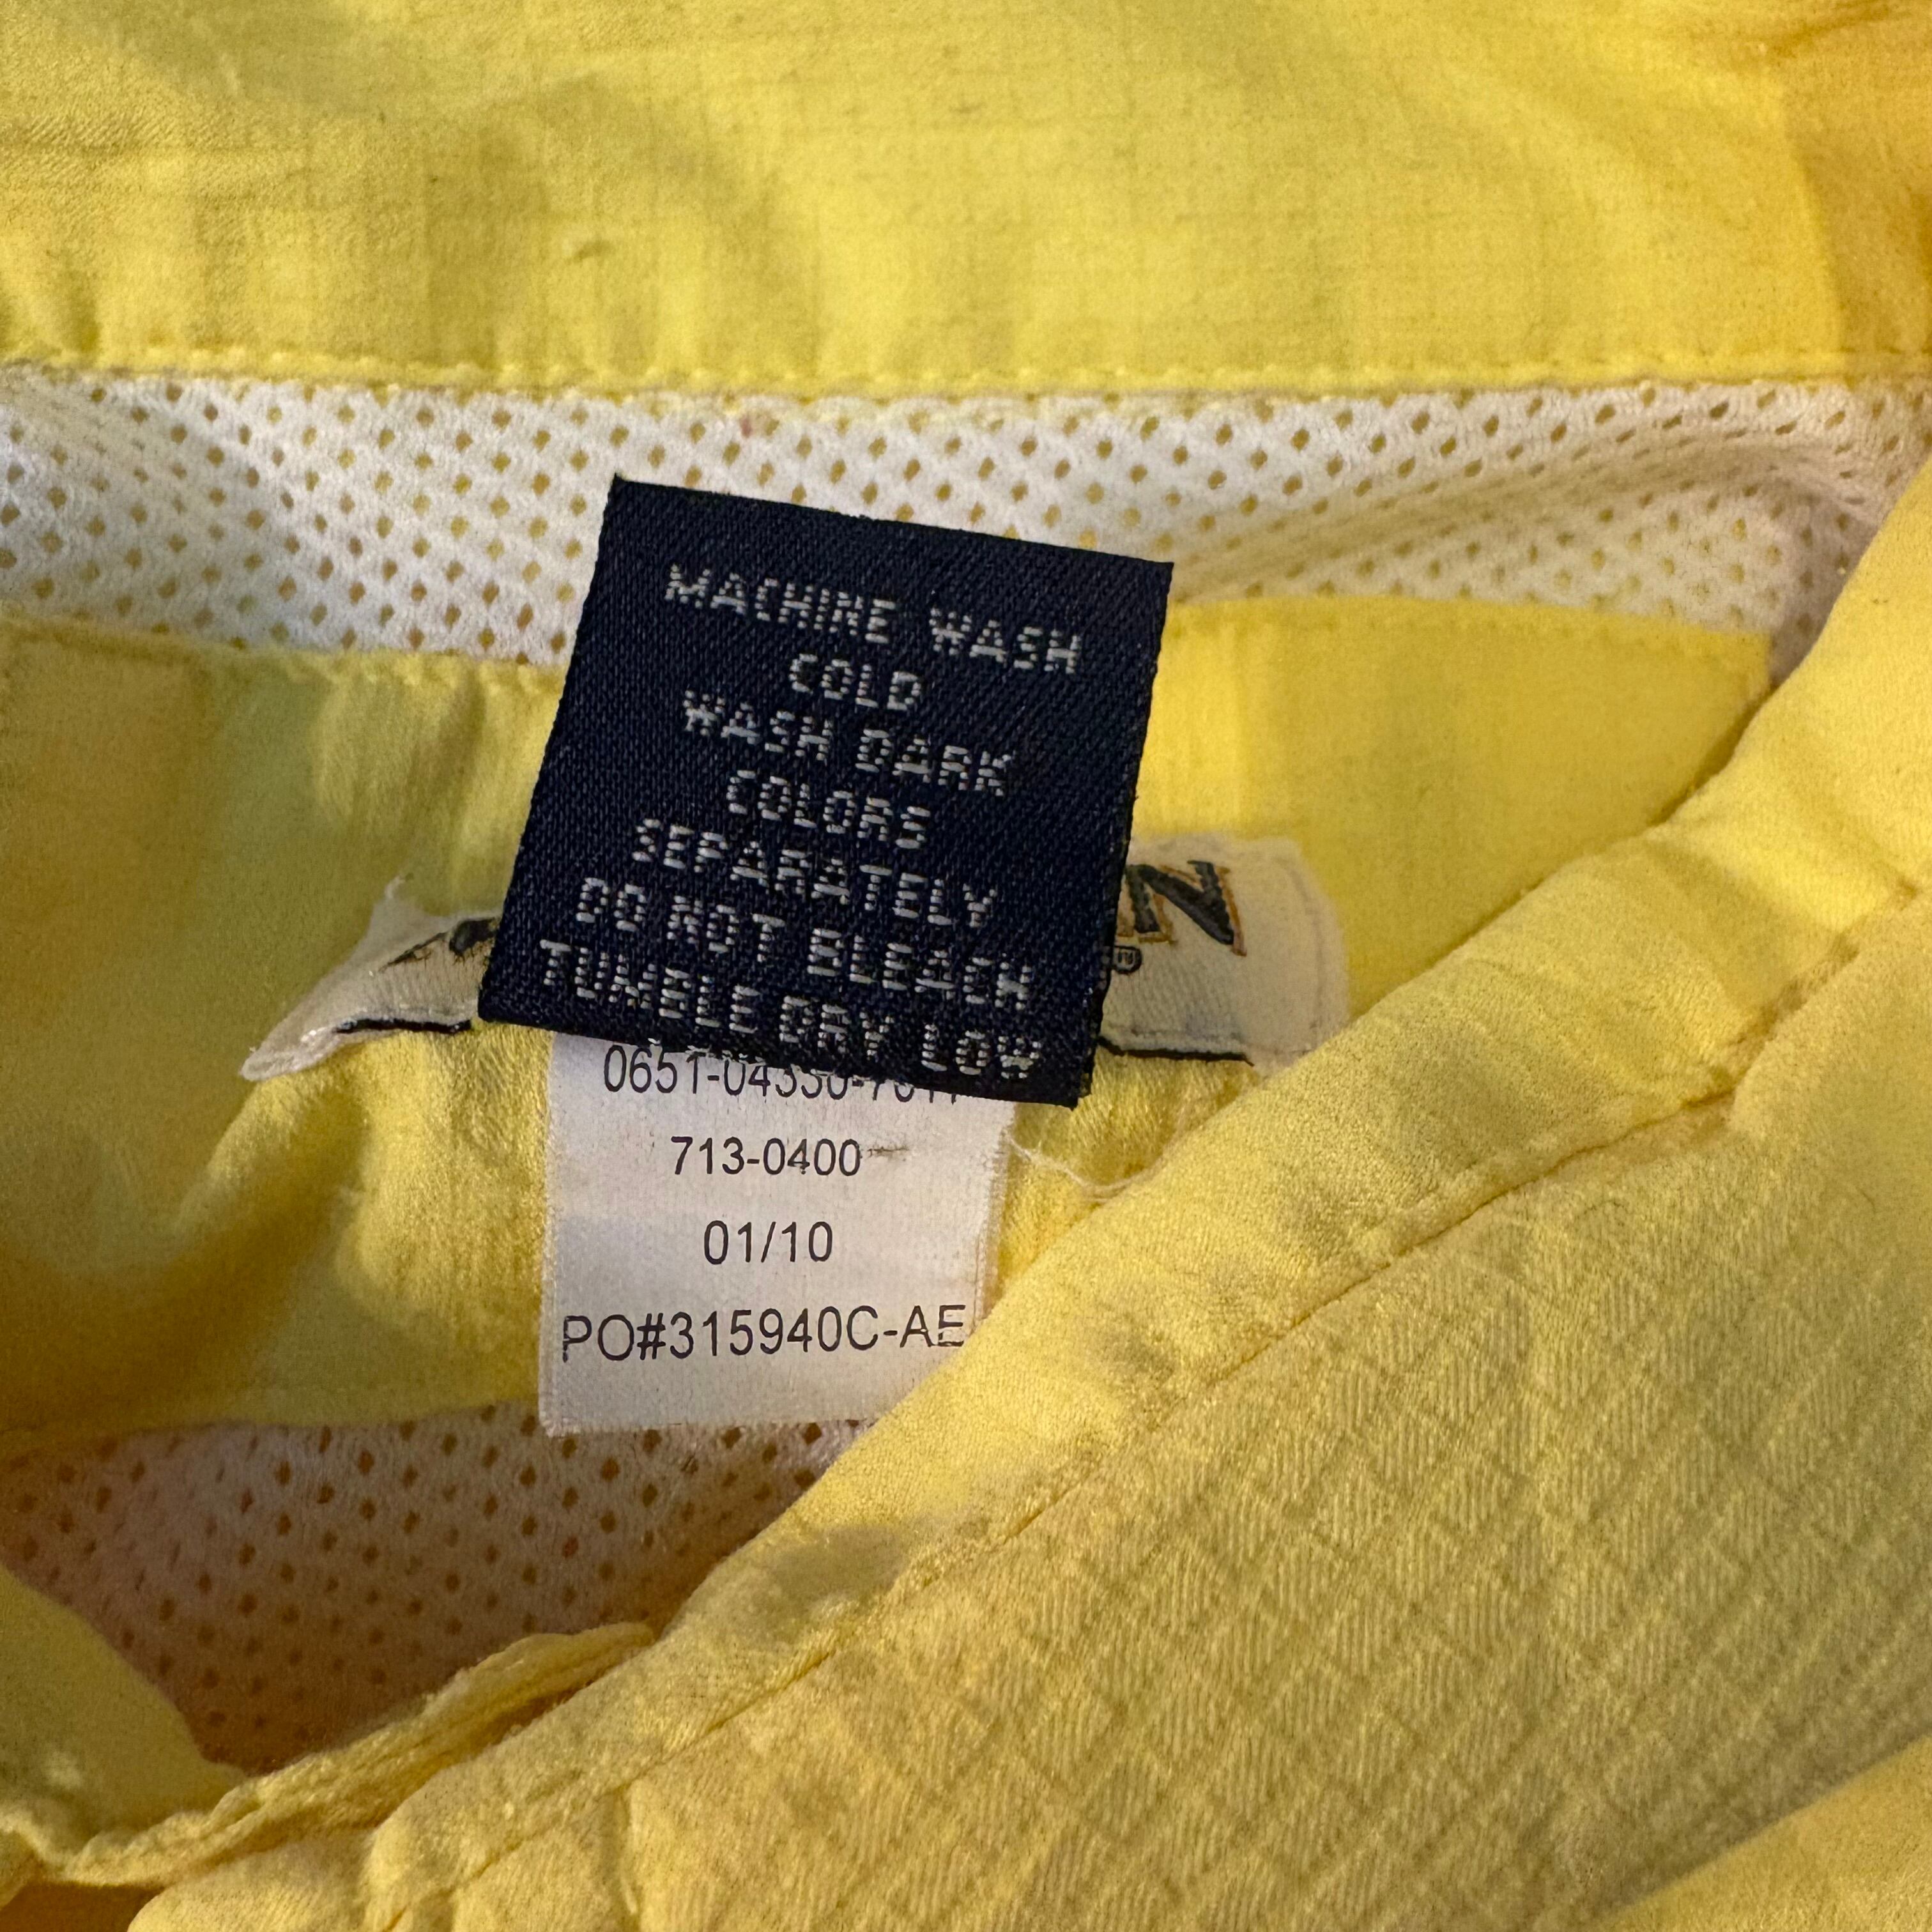 MACHINE WASH
COLD
WASH DARK
COLORS
SEPARATELY
DO NOT BLEACH
TUMBLE DRY LOW
N
®
713-0400
01/10
PO#315940C-AE